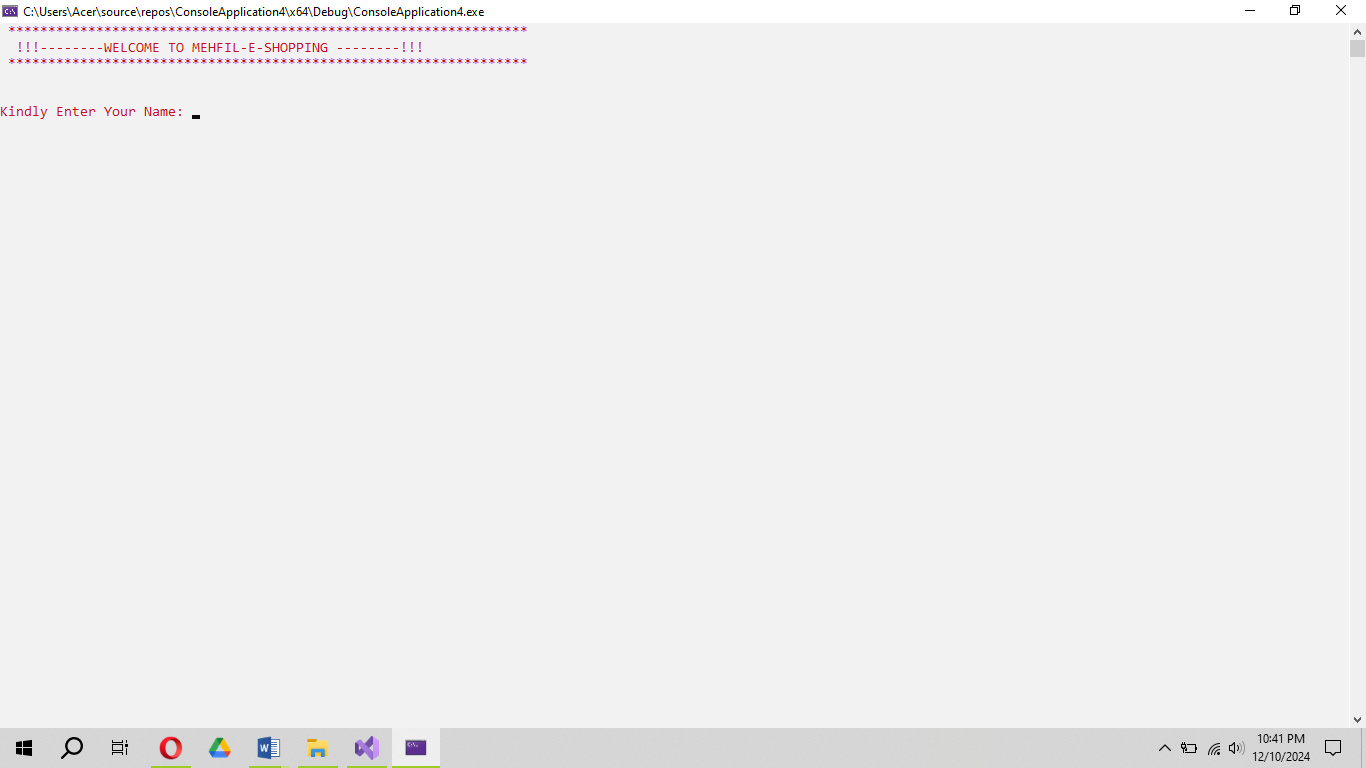 C:\Users\Acer\source\repos\ConsoleApplication4\x64\Debug\ConsoleApplication4.exe
*****************************************************************
!!!--------WELCOME TO MEHFIL-E-SHOPPING --------!!!
*****************************************************************
Kindly Enter Your Name:
10:41 PM
12/10/2024